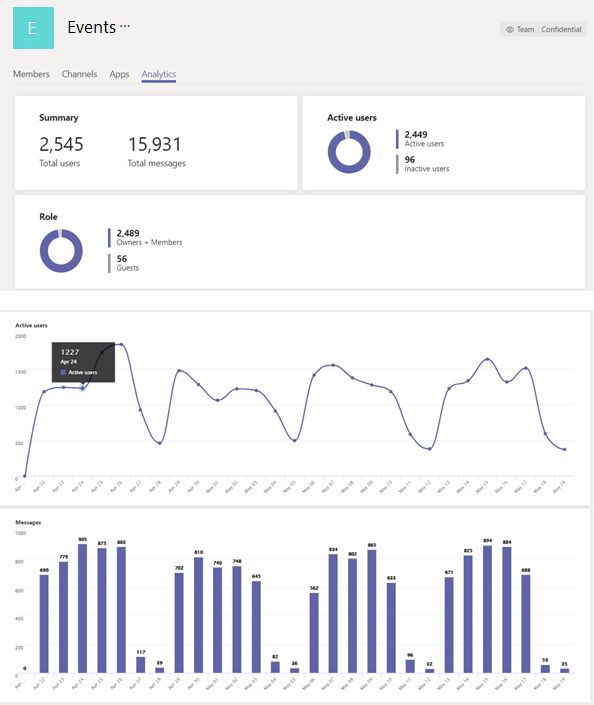 E
Events ...
Team Confidential
Members Channels Apps Analytics
Summary
2,545 15,931
Total users Total messages
Active users
2,449
Active users
96
Inactive users
Role
2,489
Owners + Members
56
Guests
Active users
2000
1500
1000
500
0
1227
Apr 24
Active users
Apr ... Apr 22 Apr 23 Apr 24 Apr 25 Apr 26 Apr 27 Apr 28 Apr 29 Apr 30 May 01 May 02 May 03 May 04 May 05 May 06 May 07 May 08 May 09 May 10 May 11 May 12 May 13 May 14 May 15 May 16 May 17 May 18 May 19
Messages
1000
800
600
400
200
0
0 690 779 905 875 883 117 39 702 810 740 748 645 82 36 562 834 802 865 633 96 32 671 825 894 884 688 59 35
Apr ... Apr 22 Apr 23 Apr 24 Apr 25 Apr 26 Apr 27 Apr 28 Apr 29 Apr 30 May 01 May 02 May 03 May 04 May 05 May 06 May 07 May 08 May 09 May 10 May 11 May 12 May 13 May 14 May 15 May 16 May 17 May 18 May 19